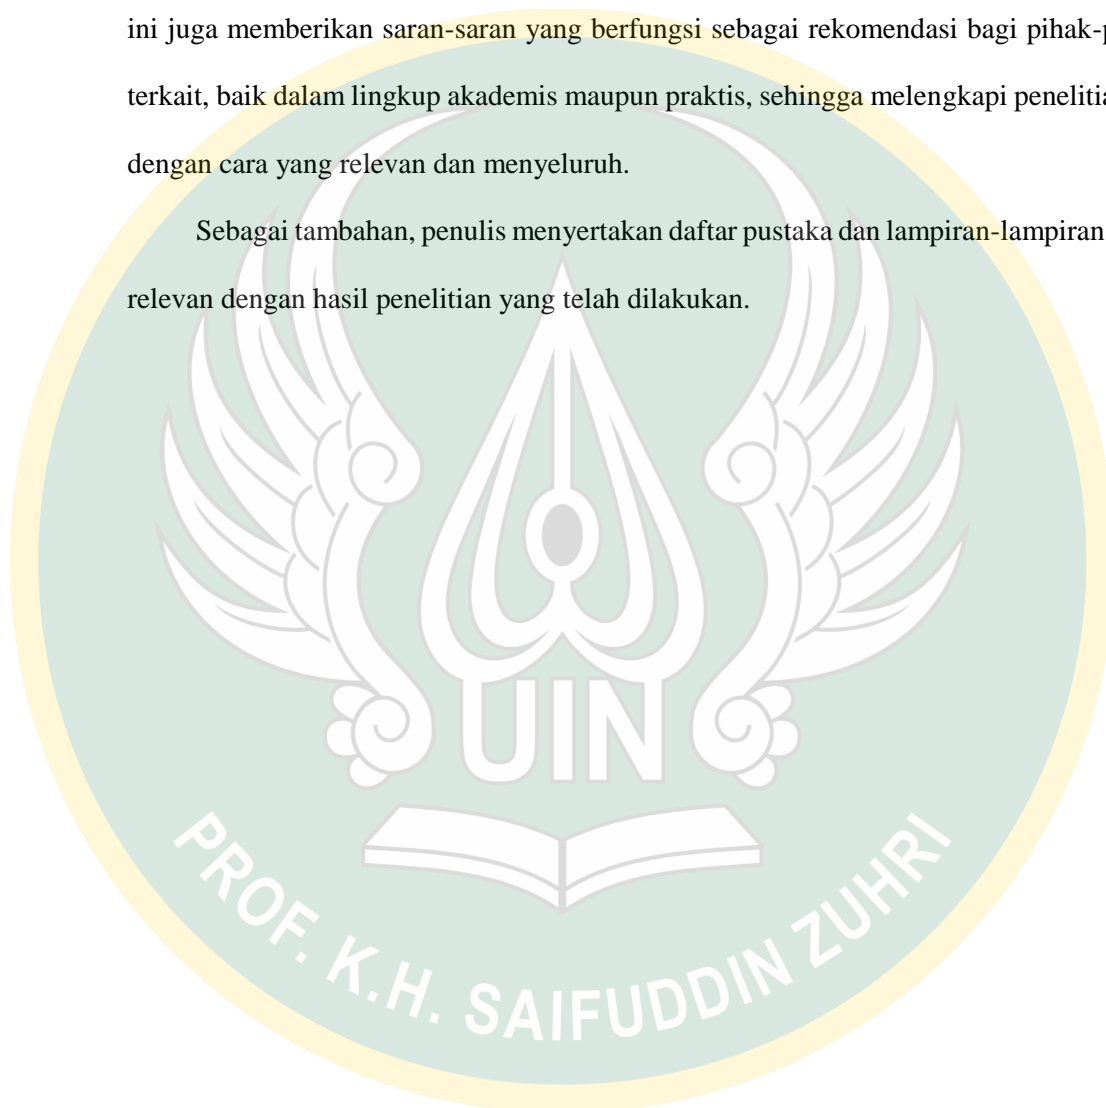 ini juga memberikan saran-saran yang berfungsi sebagai rekomendasi bagi pihak-p
terkait, baik dalam lingkup akademis maupun praktis, sehingga melengkapi penelitia
dengan cara yang relevan dan menyeluruh.
Sebagai tambahan, penulis menyertakan daftar pustaka dan lampiran-lampiran
relevan dengan hasil penelitian yang telah dilakukan.
UIN
PROF. K.H. SAIFUDDIN ZUHRI